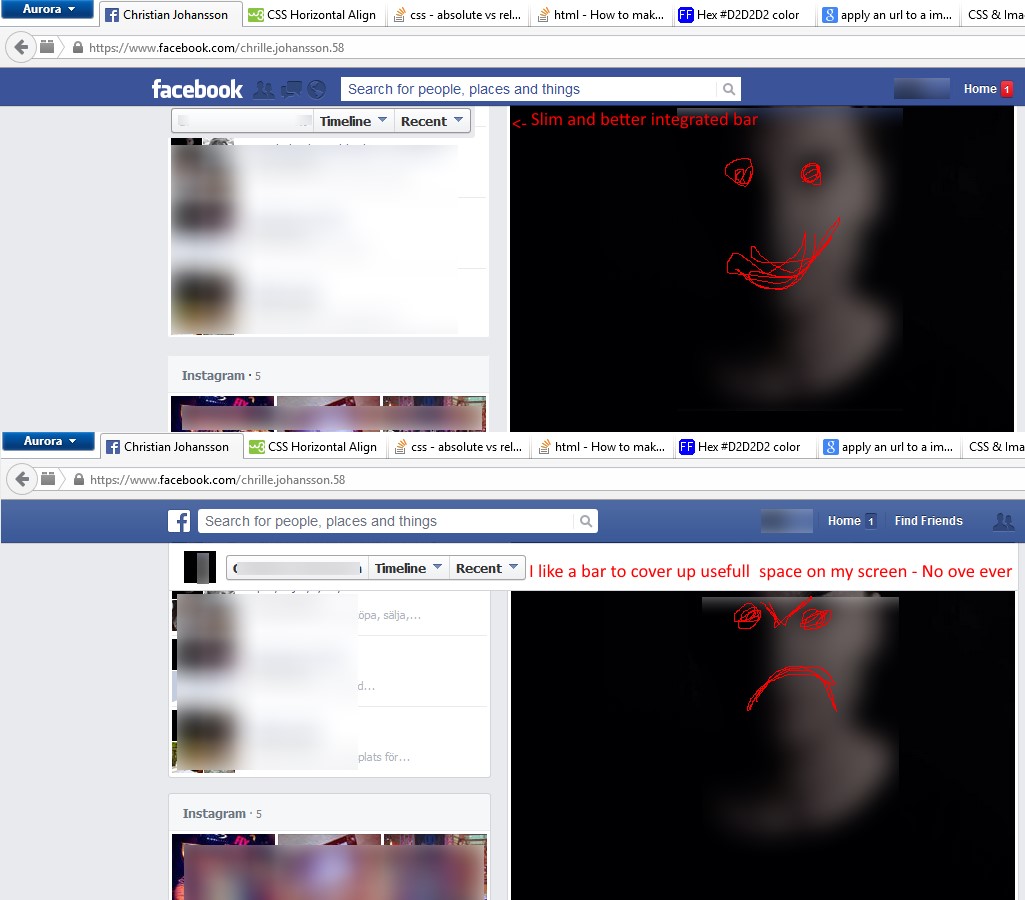 Aurora
Christian Johansson
CSS Horizontal Align
css - absolute vs rel...
html - How to mak...
FF Hex #D2D2D2 color
8 apply an url to a im...
CSS & Ima
https://www.facebook.com/chrille.johansson.58
facebook
Search for people, places and things
Home 1
Timeline
Recent
<- Slim and better integrated bar
Instagram · 5
Aurora
Christian Johansson
CSS Horizontal Align
css - absolute vs rel...
html - How to mak...
FF Hex #D2D2D2 color
8 apply an url to a im...
CSS & Ima
https://www.facebook.com/chrille.johansson.58
f
Search for people, places and things
Home 1
Find Friends
Timeline
Recent
I like a bar to cover up usefull space on my screen - No ove ever
öpa, sälja,...
d...
plats för...
Instagram · 5